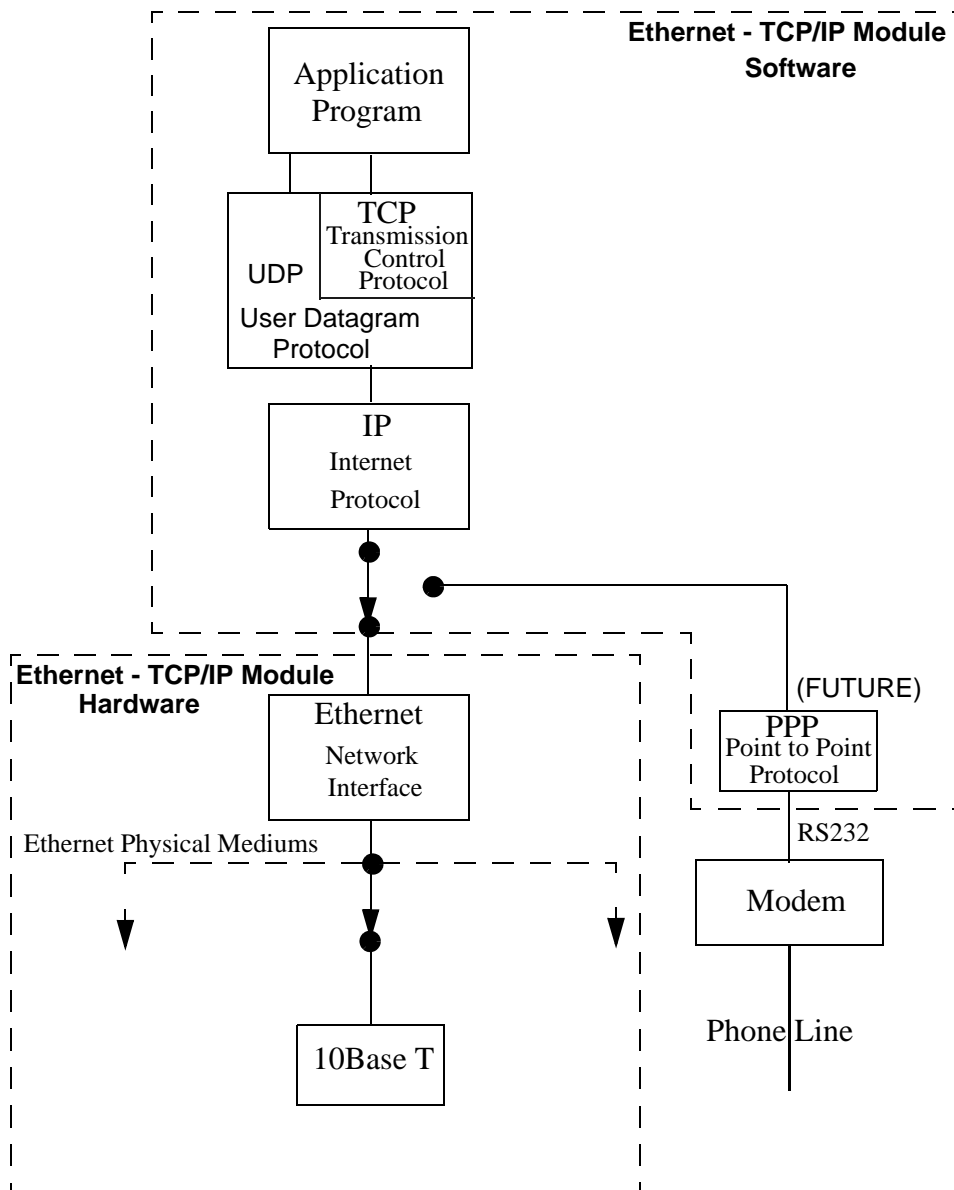 Ethernet - TCP/IP Module
Software
Application
Program
TCP
Transmission
Control
Protocol
UDP
User Datagram
Protocol
IP
Internet
Protocol
Ethernet - TCP/IP Module
Hardware
Ethernet
Network
Interface
(FUTURE)
PPP
Point to Point
Protocol
RS232
Ethernet Physical Mediums
Modem
Phone Line
10Base T